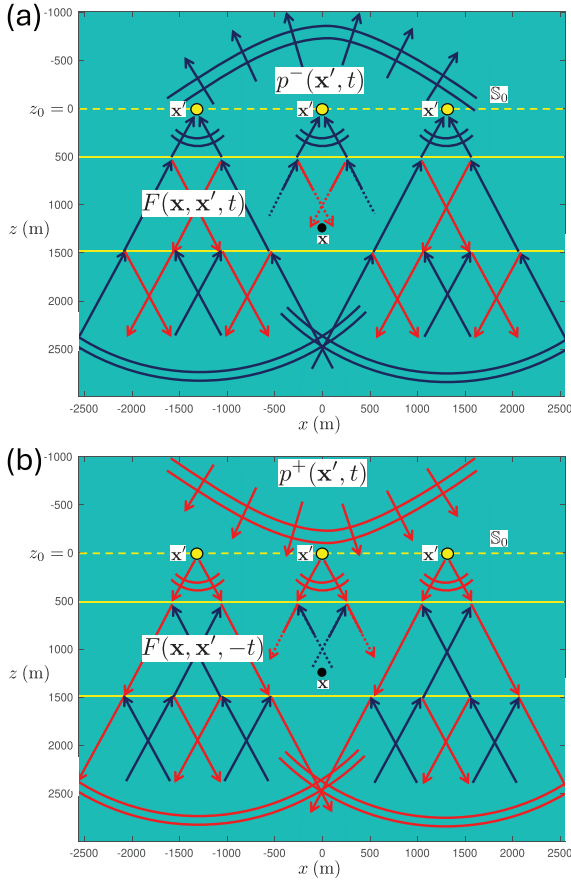 (a)
-1000
-500
z₀ = 0
500
1000
z (m)
1500
2000
2500
p⁻(x′, t)
𝕊₀
x′ x′ x′
F(x, x′, t)
x
-2500 -2000 -1500 -1000 -500 0 500 1000 1500 2000 2500
x (m)
(b)
-1000
-500
z₀ = 0
500
1000
z (m)
1500
2000
2500
p⁺(x′, t)
𝕊₀
x′ x′ x′
F(x, x′, −t)
x
-2500 -2000 -1500 -1000 -500 0 500 1000 1500 2000 2500
x (m)